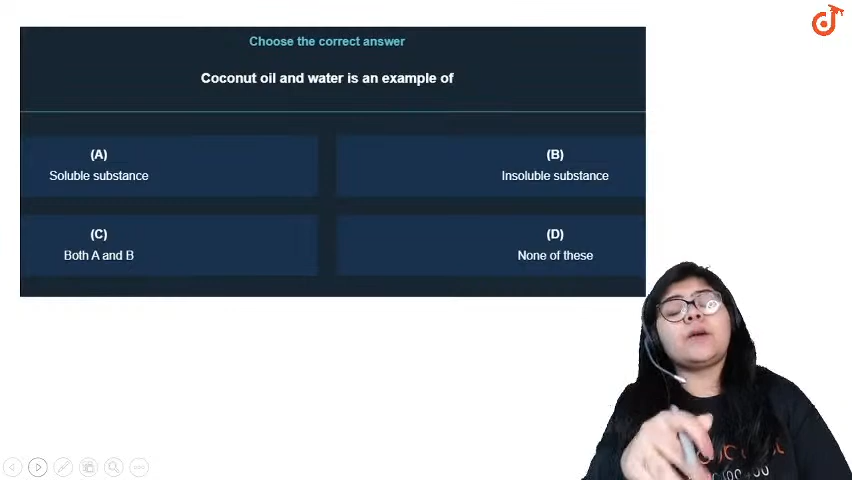 Choose the correct answer
Coconut oil and water is an example of
(A)
Soluble substance
(B)
Insoluble substance
(C)
Both A and B
(D)
None of these